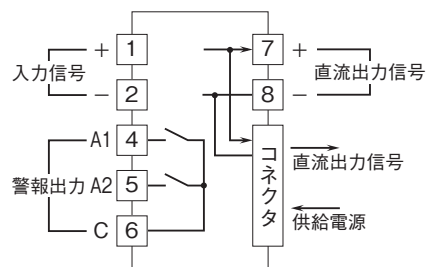 + 1
入力信号
− 2
A1 4
警報出力 A2 5
C 6
7 +
直流出力信号
8 −
コネクタ
直流出力信号
供給電源